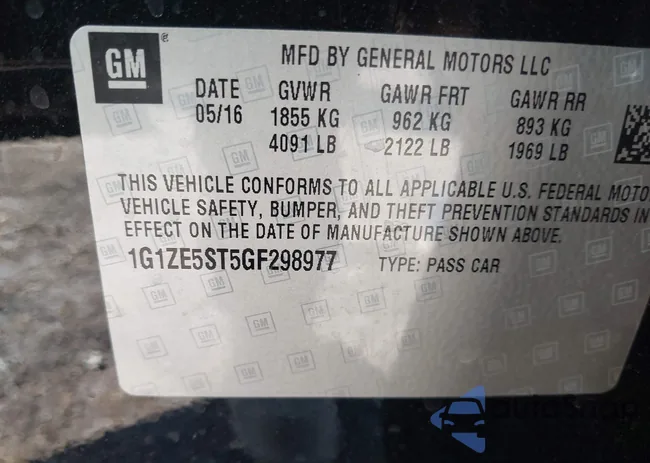 GM ®
MFD BY GENERAL MOTORS LLC
DATE GVWR GAWR FRT GAWR RR
05/16 1855 KG 962 KG 893 KG
4091 LB 2122 LB 1969 LB
THIS VEHICLE CONFORMS TO ALL APPLICABLE U.S. FEDERAL MOTO
VEHICLE SAFETY, BUMPER, AND THEFT PREVENTION STANDARDS IN
EFFECT ON THE DATE OF MANUFACTURE SHOWN ABOVE.
1G1ZE5ST5GF298977 TYPE: PASS CAR